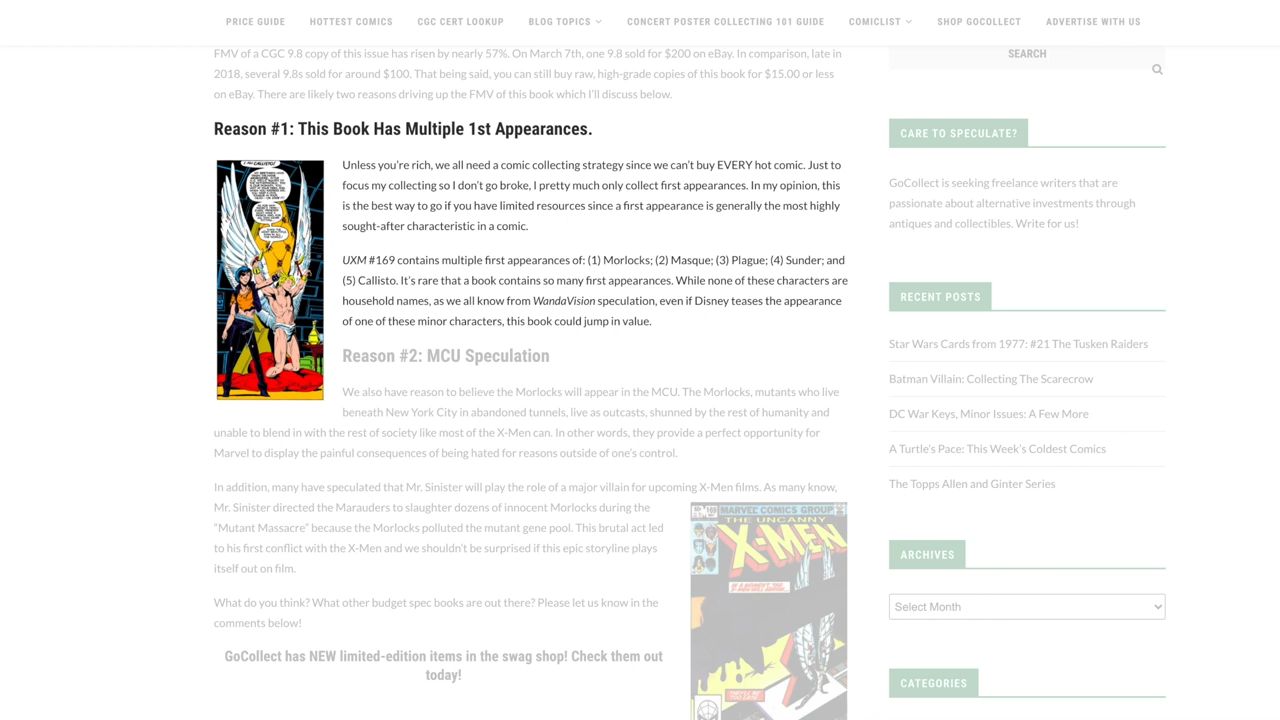 PRICE GUIDE HOTTEST COMICS CGC CERT LOOKUP BLOG TOPICS CONCERT POSTER COLLECTING 101 GUIDE COMICLIST SHOP GOCOLLECT ADVERTISE WITH US
FMV of a CGC 9.8 copy of this issue has risen by nearly 57%. On March 7th, one 9.8 sold for $200 on eBay. In comparison, late in
2018, several 9.8s sold for around $100. That being said, you can still buy raw, high-grade copies of this book for $15.00 or less
on eBay. There are likely two reasons driving up the FMV of this book which I'll discuss below.
Reason #1: This Book Has Multiple 1st Appearances.
Unless you're rich, we all need a comic collecting strategy since we can't buy EVERY hot comic. Just to
focus my collecting so I don't go broke, I pretty much only collect first appearances. In my opinion, this
is the best way to go if you have limited resources since a first appearance is generally the most highly
sought-after characteristic in a comic.
UXM #169 contains multiple first appearances of: (1) Morlocks; (2) Masque; (3) Plague; (4) Sunder; and
(5) Callisto. It's rare that a book contains so many first appearances. While none of these characters are
household names, as we all know from WandaVision speculation, even if Disney teases the appearance
of one of these minor characters, this book could jump in value.
Reason #2: MCU Speculation
We also have reason to believe the Morlocks will appear in the MCU. The Morlocks, mutants who live
beneath New York City in abandoned tunnels, live as outcasts, shunned by the rest of humanity and
unable to blend in with the rest of society like most of the X-Men can. In other words, they provide a perfect opportunity for
Marvel to display the painful consequences of being hated for reasons outside of one's control.
In addition, many have speculated that Mr. Sinister will play the role of a major villain for upcoming X-Men films. As many know,
Mr. Sinister directed the Marauders to slaughter dozens of innocent Morlocks during the
"Mutant Massacre" because the Morlocks polluted the mutant gene pool. This brutal act led
to his first conflict with the X-Men and we shouldn't be surprised if this epic storyline plays
itself out on film.
What do you think? What other budget spec books are out there? Please let us know in the
comments below!
GoCollect has NEW limited-edition items in the swag shop! Check them out
today!
169 MARVEL COMICS GROUP
THE UNCANNY
X-MEN
SEARCH
CARE TO SPECULATE?
GoCollect is seeking freelance writers that are
passionate about alternative investments through
antiques and collectibles. Write for us!
RECENT POSTS
Star Wars Cards from 1977: #21 The Tusken Raiders
Batman Villain: Collecting The Scarecrow
DC War Keys, Minor Issues: A Few More
A Turtle's Pace: This Week's Coldest Comics
The Topps Allen and Ginter Series
ARCHIVES
Select Month
CATEGORIES